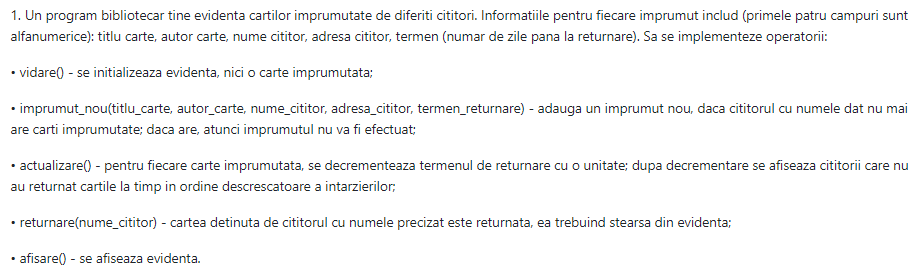 1. Un program bibliotecar tine evidenta cartilor imprumutate de diferiti cititori. Informatiile pentru fiecare imprumut includ (primele patru campuri sunt
alfanumerice): titlu carte, autor carte, nume cititor, adresa cititor, termen (numar de zile pana la returnare). Sa se implementeze operatorii:
• vidare() - se initializeaza evidenta, nici o carte imprumutata;
• imprumut_nou(titlu_carte, autor_carte, nume_cititor, adresa_cititor, termen_returnare) - adauga un imprumut nou, daca cititorul cu numele dat nu mai
are carti imprumutate; daca are, atunci imprumutul nu va fi efectuat;
• actualizare() - pentru fiecare carte imprumutata, se decrementeaza termenul de returnare cu o unitate; dupa decrementare se afiseaza cititorii care nu
au returnat cartile la timp in ordine descrescatoare a intarzierilor;
• returnare(nume_cititor) - cartea detinuta de cititorul cu numele precizat este returnata, ea trebuind stearsa din evidenta;
• afisare() - se afiseaza evidenta.